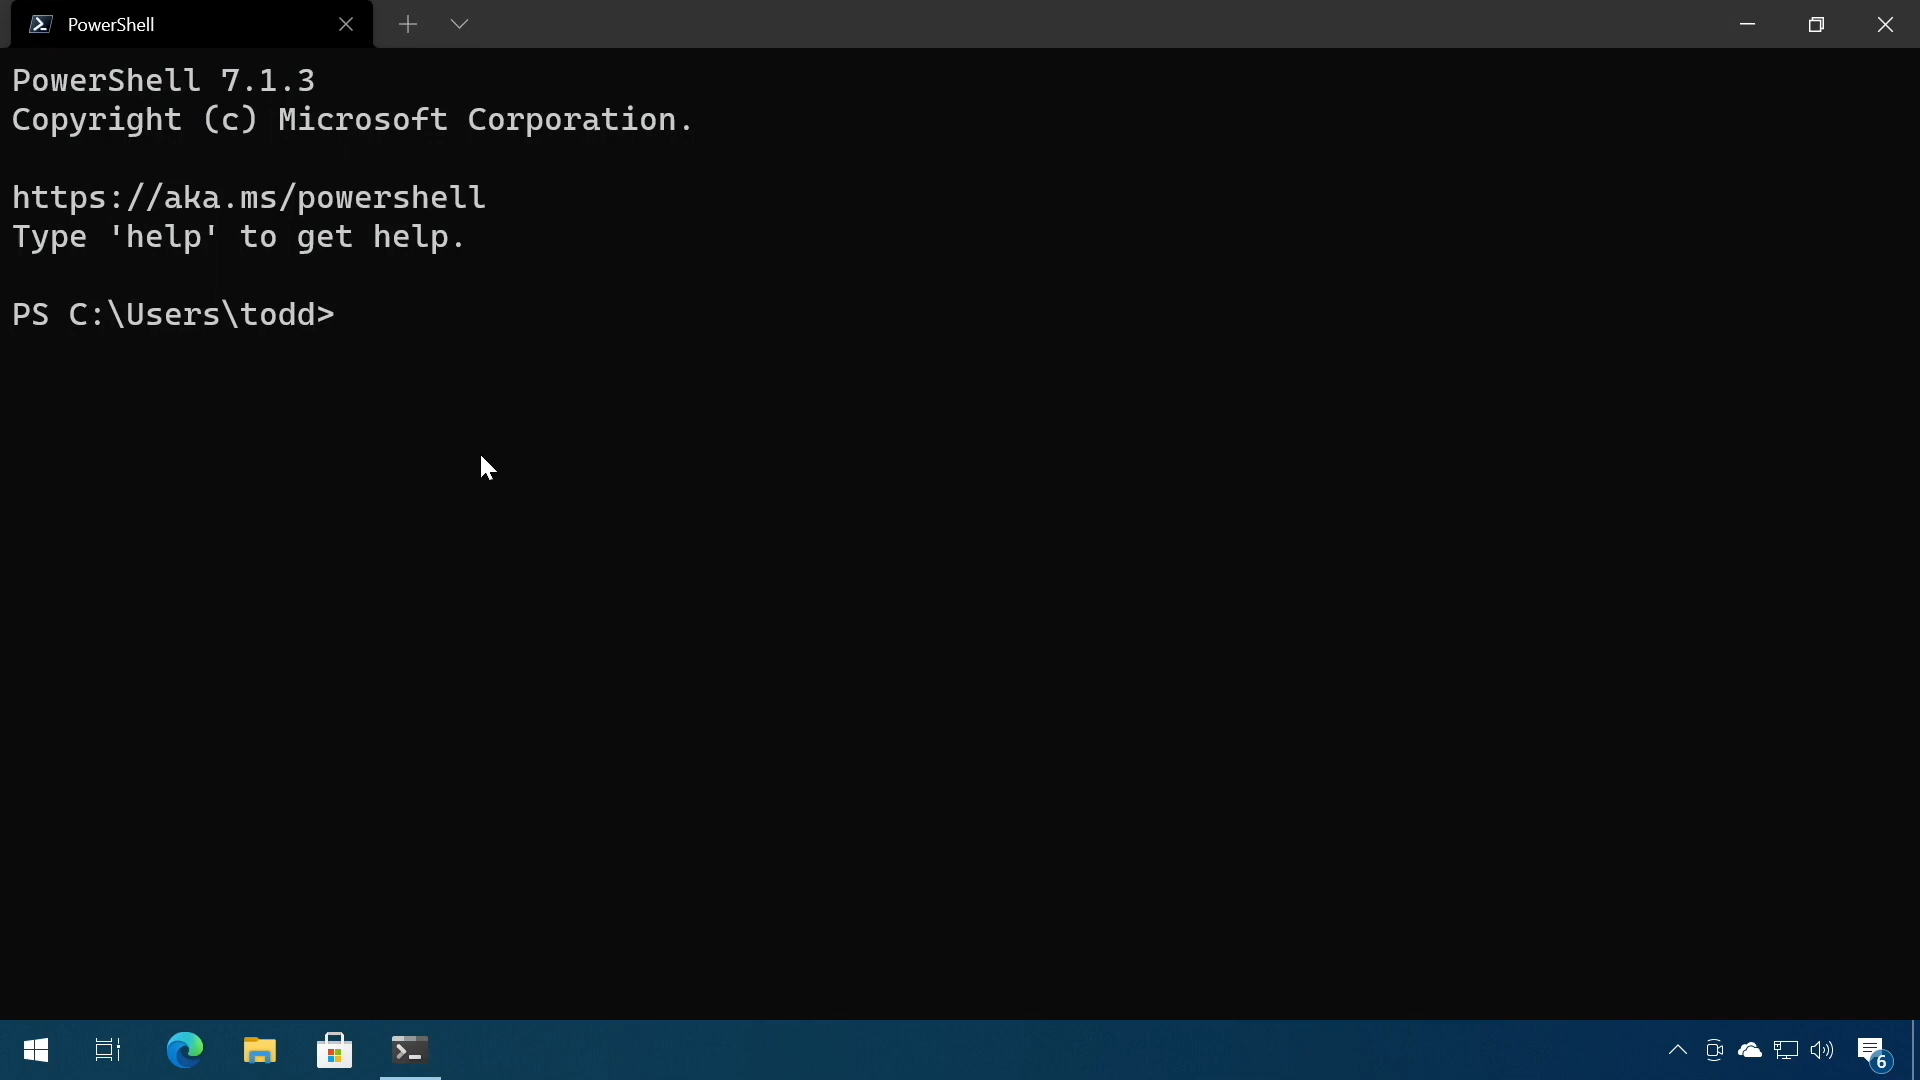 PowerShell
PowerShell 7.1.3
Copyright (c) Microsoft Corporation.
https://aka.ms/powershell
Type 'help' to get help.
PS C:\Users\todd>
6